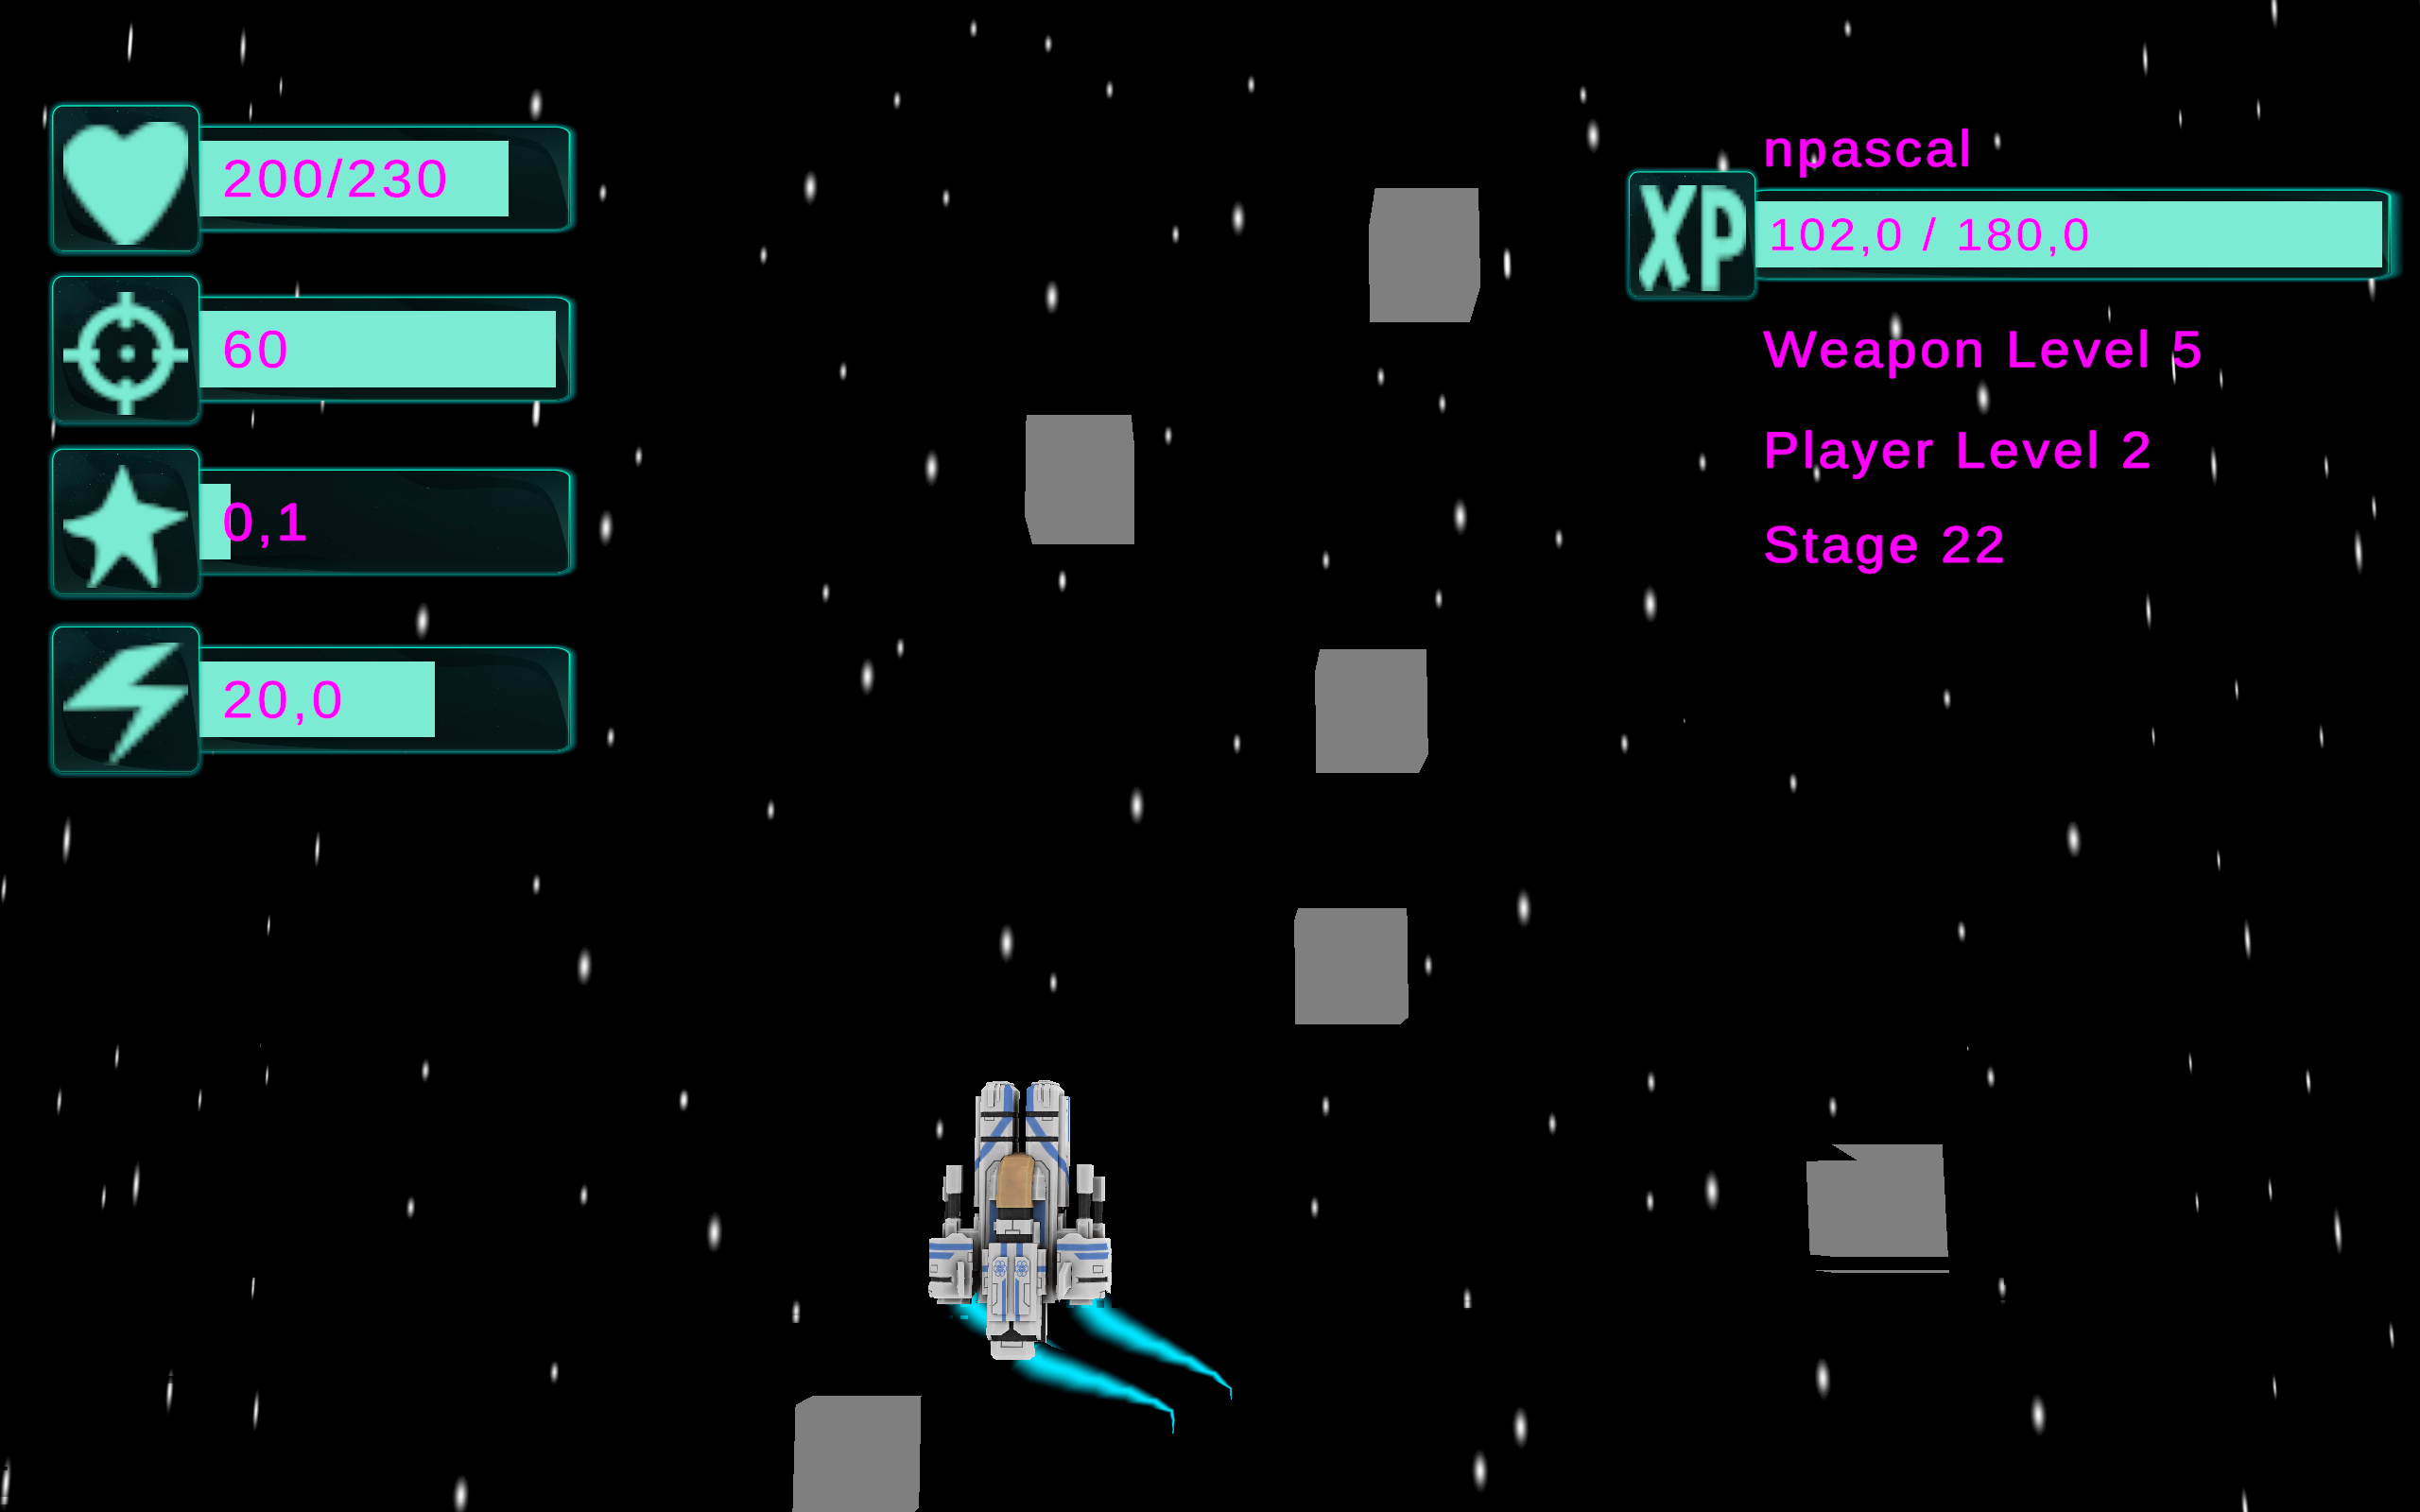 200/230
60
0,1
20,0
npascal
XP
102,0 / 180,0
Weapon Level 5
Player Level 2
Stage 22